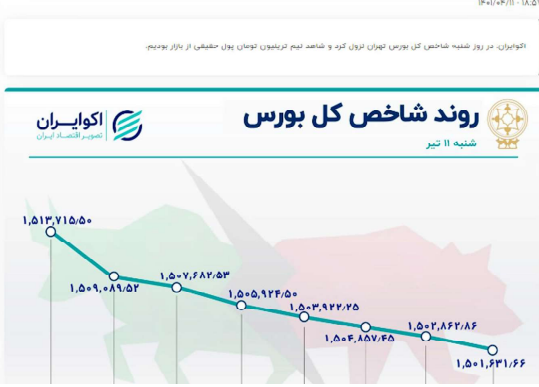 ۱۴۰۱/۰۴/۱۱ - ۱۸:۵۱
اکوایران: در روز شنبه شاخص کل بورس تهران نزول کرد و شاهد نیم تریلیون تومان پول حقیقی از بازار بودیم.
روند شاخص کل بورس
شنبه ۱۱ تیر
اکوایران
تصویر اقتصاد ایران
۱,۵۱۳,۷۱۵/۵۰
۱,۵۰۹,۰۸۹/۵۲
۱,۵۰۷,۶۸۲/۵۳
۱,۵۰۵,۹۲۴/۵۰
۱,۵۰۳,۹۲۲/۲۵
۱,۵۰۴,۸۵۷/۴۵
۱,۵۰۲,۸۶۲/۸۶
۱,۵۰۱,۶۳۱/۶۶